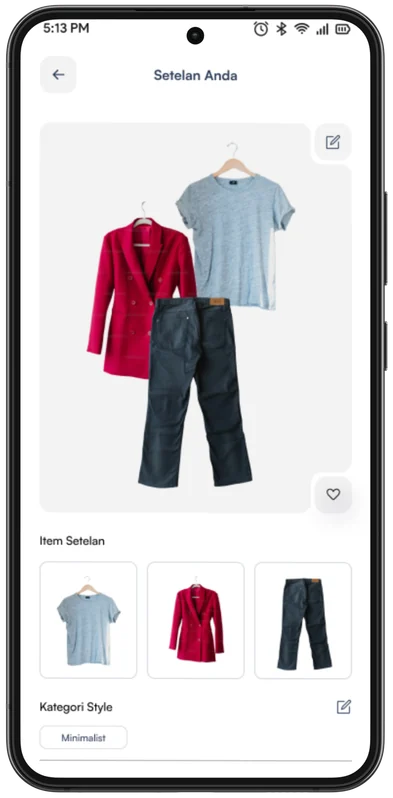 5:13 PM
Setelan Anda
Item Setelan
Kategori Style
Minimalist